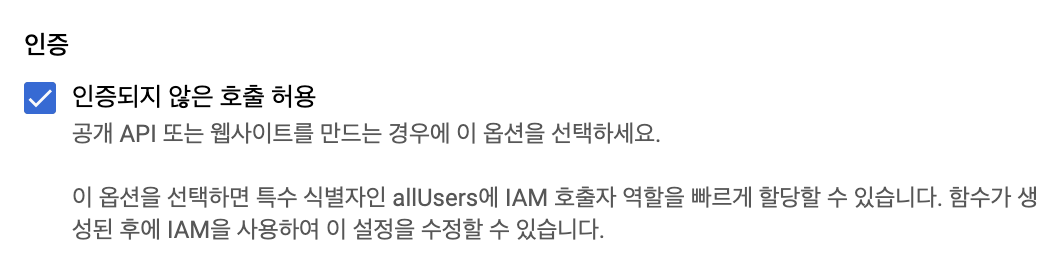 인증
인증되지 않은 호출 허용
공개 API 또는 웹사이트를 만드는 경우에 이 옵션을 선택하세요.
이 옵션을 선택하면 특수 식별자인 allUsers에 IAM 호출자 역할을 빠르게 할당할 수 있습니다. 함수가 생
성된 후에 IAM을 사용하여 이 설정을 수정할 수 있습니다.